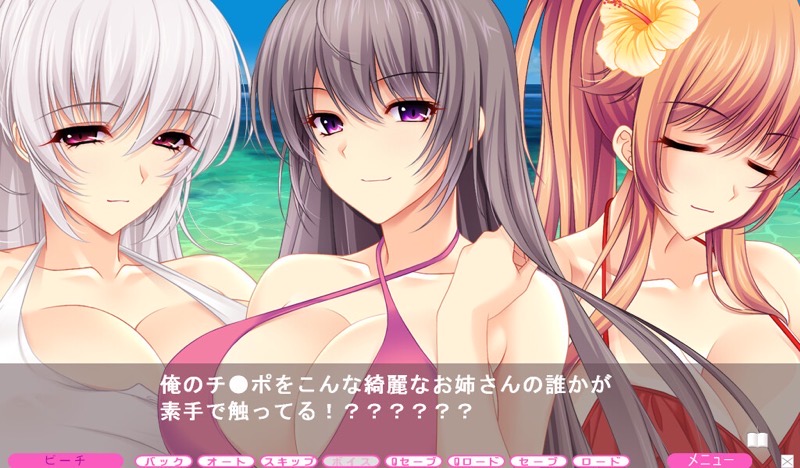 俺のチ●ポをこんな綺麗なお姉さんの誰かが
素手で触ってる！？？？？？？
ピーチ
バック オート スキップ ボイス Qセーブ Qロード セーブ ロード メニュー